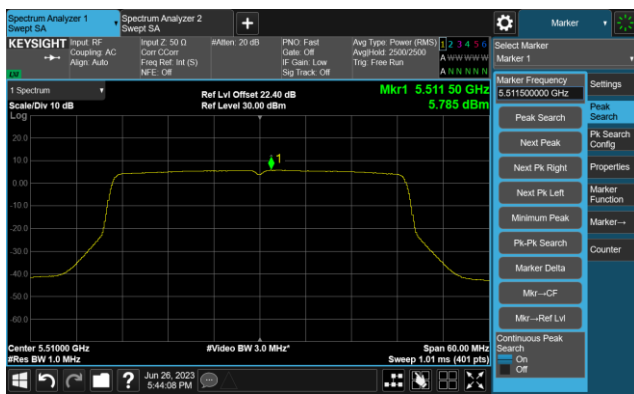 Spectrum Analyzer 1
Swept SA
Spectrum Analyzer 2
Swept SA
+
Marker
KEYSIGHT
Input: RF
Coupling: AC
Align: Auto
Input Z: 50 Ω
Corr CCorr
Freq Ref: Int (S)
NFE: Off
#Atten: 20 dB
PNO: Fast
Gate: Off
IF Gain: Low
Sig Track: Off
Avg Type: Power (RMS)
Avg|Hold: 2500/2500
Trig: Free Run
1 2 3 4 5 6
A W W W W W
A N N N N N
Select Marker
Marker 1
LXI
1 Spectrum
Scale/Div 10 dB
Log
Ref Lvl Offset 22.40 dB
Ref Level 30.00 dBm
Mkr1 5.511 50 GHz
5.785 dBm
20.0
10.0
0.00
-10.0
-20.0
-30.0
-40.0
-50.0
-60.0
1
Center 5.51000 GHz
#Res BW 1.0 MHz
#Video BW 3.0 MHz*
Span 60.00 MHz
Sweep 1.01 ms (401 pts)
Marker Frequency
5.511500000 GHz
Peak Search
Next Peak
Next Pk Right
Next Pk Left
Minimum Peak
Pk-Pk Search
Marker Delta
Mkr→CF
Mkr→Ref Lvl
Continuous Peak
Search
On
Off
Settings
Peak
Search
Pk Search
Config
Properties
Marker
Function
Marker→
Counter
?
Jun 26, 2023
5:44:08 PM